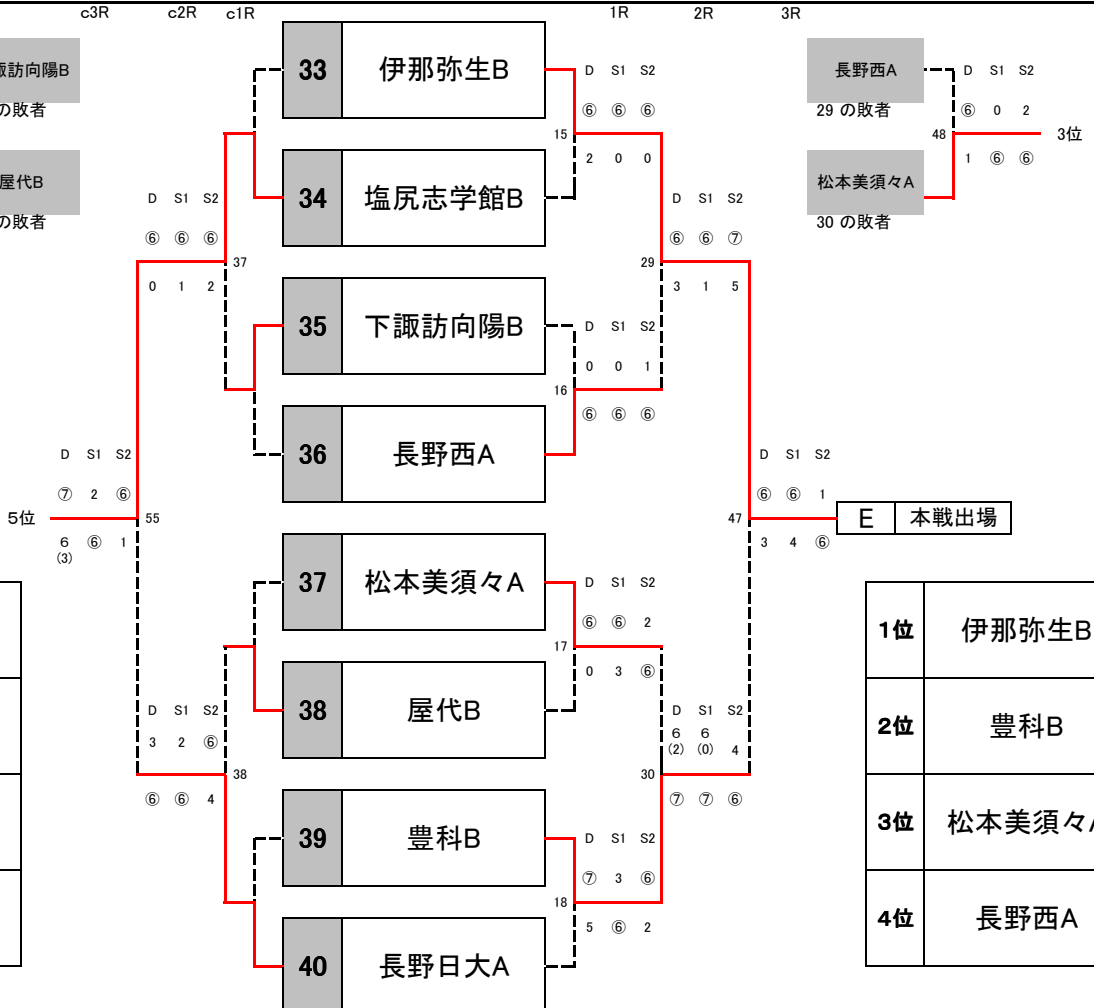 c3R c2R c1R 1R 2R 3R
33 伊那弥生B
諏訪向陽B
の敗者
長野西A D S1 S2
29 の敗者 ⑥ 0 2
48 3位
1 ⑥ ⑥
松本美須々A
30 の敗者
D S1 S2
⑥ ⑥ ⑥
15
2 0 0
34 塩尻志学館B
屋代B
の敗者
D S1 S2
⑥ ⑥ ⑥
37
0 1 2
D S1 S2
⑥ ⑥ ⑦
29
3 1 5
35 下諏訪向陽B
D S1 S2
0 0 1
16
⑥ ⑥ ⑥
36 長野西A
D S1 S2
⑦ 2 ⑥
5位 55
6 ⑥ 1
(3)
D S1 S2
⑥ ⑥ 1
47 E 本戦出場
3 4 ⑥
37 松本美須々A
D S1 S2
⑥ ⑥ 2
17
0 3 ⑥
38 屋代B
D S1 S2
3 2 ⑥
38
⑥ ⑥ 4
D S1 S2
6 6
(2) (0) 4
30
⑦ ⑦ ⑥
39 豊科B
D S1 S2
⑦ 3 ⑥
18
5 ⑥ 2
40 長野日大A
1位 伊那弥生B
2位 豊科B
3位 松本美須々A
4位 長野西A